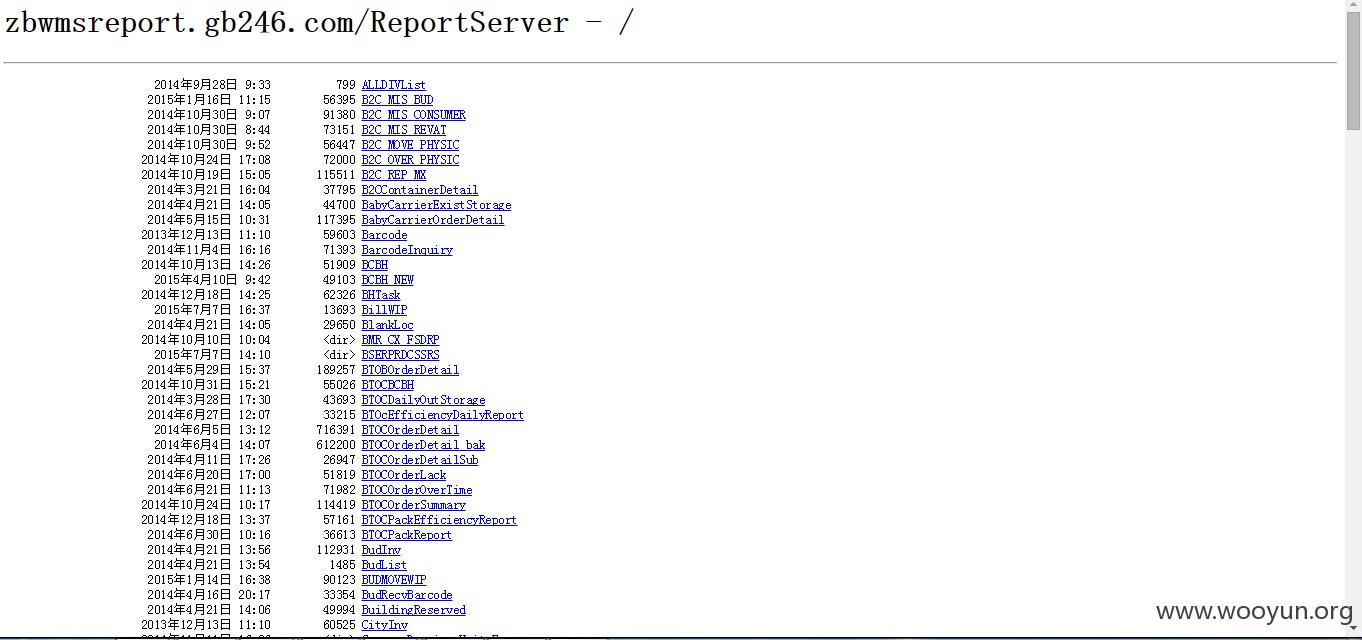 zbwmsreport.gb246.com/ReportServer - /
2014年9月28日 9:33 799 ALLDIVList
2015年1月16日 11:15 56395 B2C_MIS_BUD
2014年10月30日 9:07 91380 B2C_MIS_CONSUMER
2014年10月30日 8:44 73151 B2C_MIS_REVAT
2014年10月30日 9:52 56447 B2C_MOVE_PHYSIC
2014年10月24日 17:08 72000 B2C_OVER_PHYSIC
2014年10月19日 15:05 115511 B2C_REP_MX
2014年3月21日 16:04 37795 B2CContainerDetail
2014年4月21日 14:05 44700 BabyCarrierExistStorage
2014年5月15日 10:31 117395 BabyCarrierOrderDetail
2013年12月13日 11:10 59603 Barcode
2014年11月4日 16:16 71393 BarcodeInquiry
2014年10月13日 14:26 51909 BCBH
2015年4月10日 9:42 49103 BCBH_NEW
2014年12月18日 14:25 62326 BHTask
2015年7月7日 16:37 13693 BillWIP
2014年4月21日 14:05 29650 BlankLoc
2014年10月10日 10:04 <dir> BMR_CX_FSDRP
2015年7月7日 14:10 <dir> BSERPRDCSSRS
2014年5月29日 15:37 189257 BTOBOrderDetail
2014年10月31日 15:21 55026 BTOCBCBH
2014年3月28日 17:30 43693 BTOCDailyOutStorage
2014年6月27日 12:07 33215 BTOcEfficiencyDailyReport
2014年6月5日 13:12 716391 BTOCOrderDetail
2014年6月4日 14:07 612200 BTOCOrderDetail_bak
2014年4月11日 17:26 26947 BTOCOrderDetailSub
2014年6月20日 17:00 51819 BTOCOrderLack
2014年6月21日 11:13 71982 BTOCOrderOverTime
2014年10月24日 10:17 114419 BTOCOrderSummary
2014年12月18日 13:37 57161 BTOCPackEfficiencyReport
2014年6月30日 10:16 36613 BTOCPackReport
2014年4月21日 13:56 112931 BudInv
2014年4月21日 13:54 1485 BudList
2015年1月14日 16:38 90123 BUDMOVEWIP
2014年4月16日 20:17 33354 BudRecvBarcode
2014年4月21日 14:06 49994 BuildingReserved
2013年12月13日 11:10 60525 CityInv
www.wooyun.org